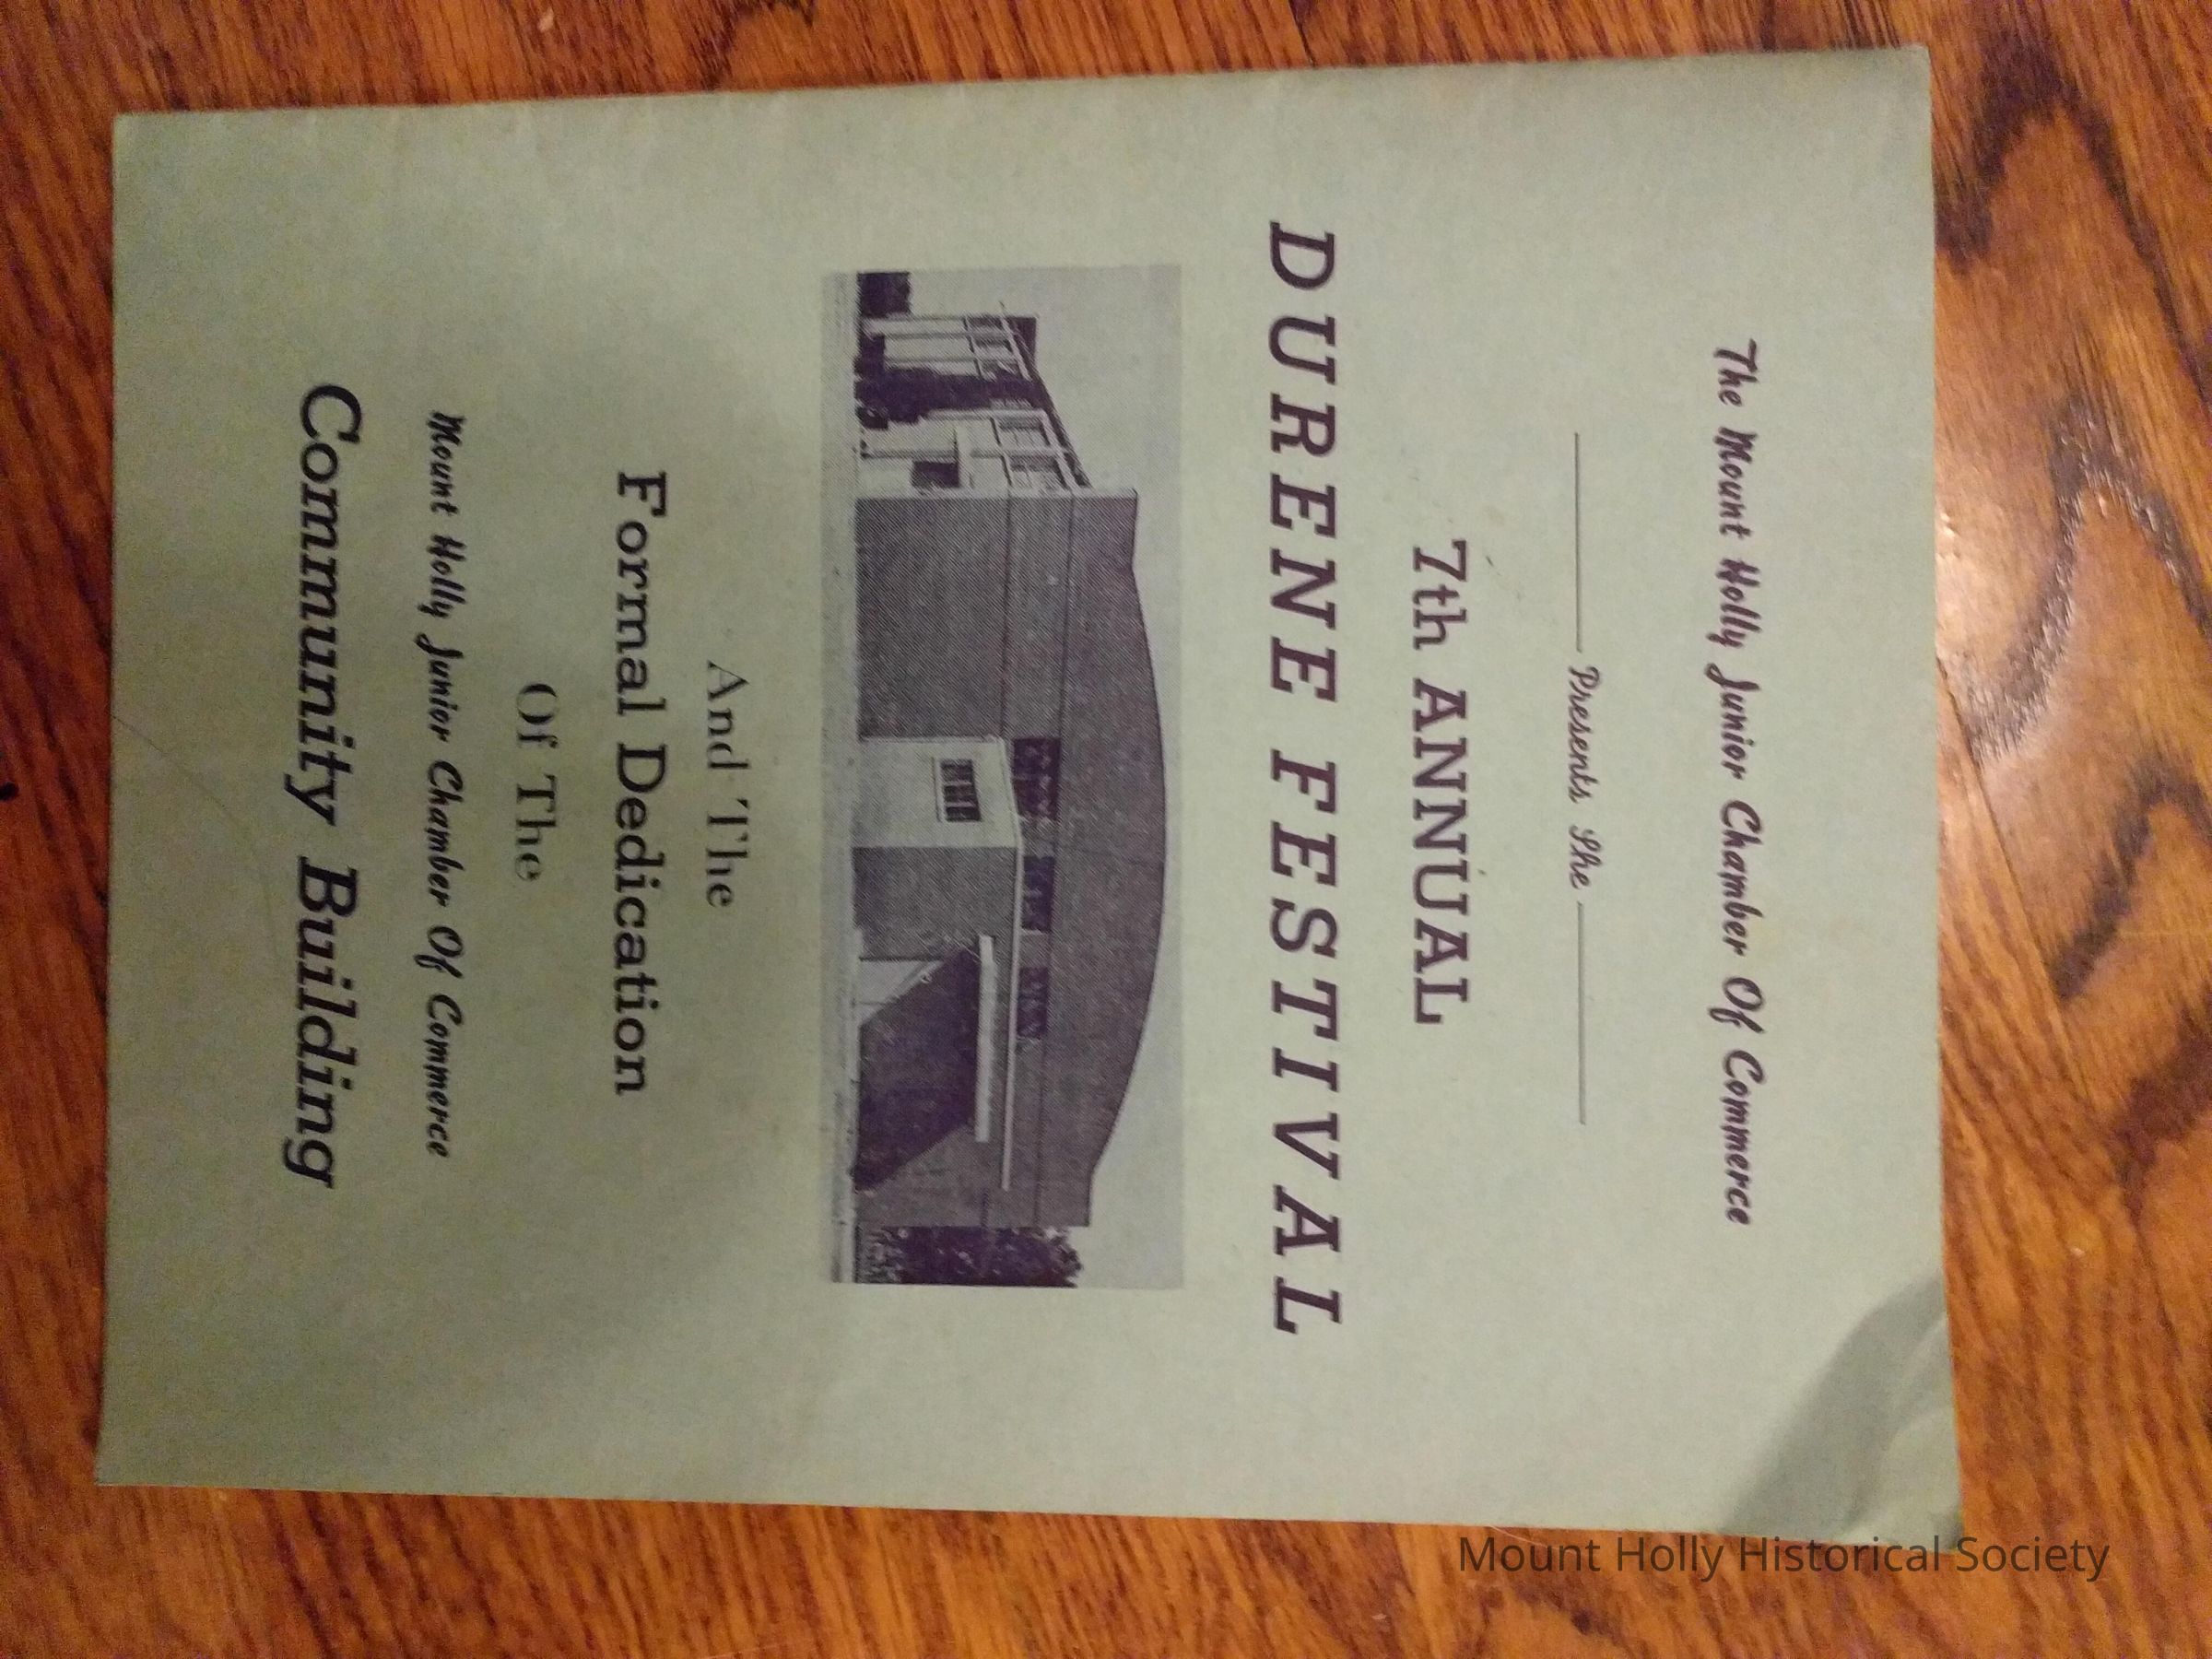 The Mount Holly Junior Chamber Of Commerce
Presents The
7th ANNUAL
DURENE FESTIVAL
And The
Formal Dedication
Of The
Mount Holly Junior Chamber Of Commerce
Community Building
Mount Holly Historical Society